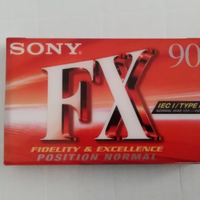 SONY 90
FX
IEC I / TYPE I
FIDELITY & EXCELLENCE
POSITION NORMAL